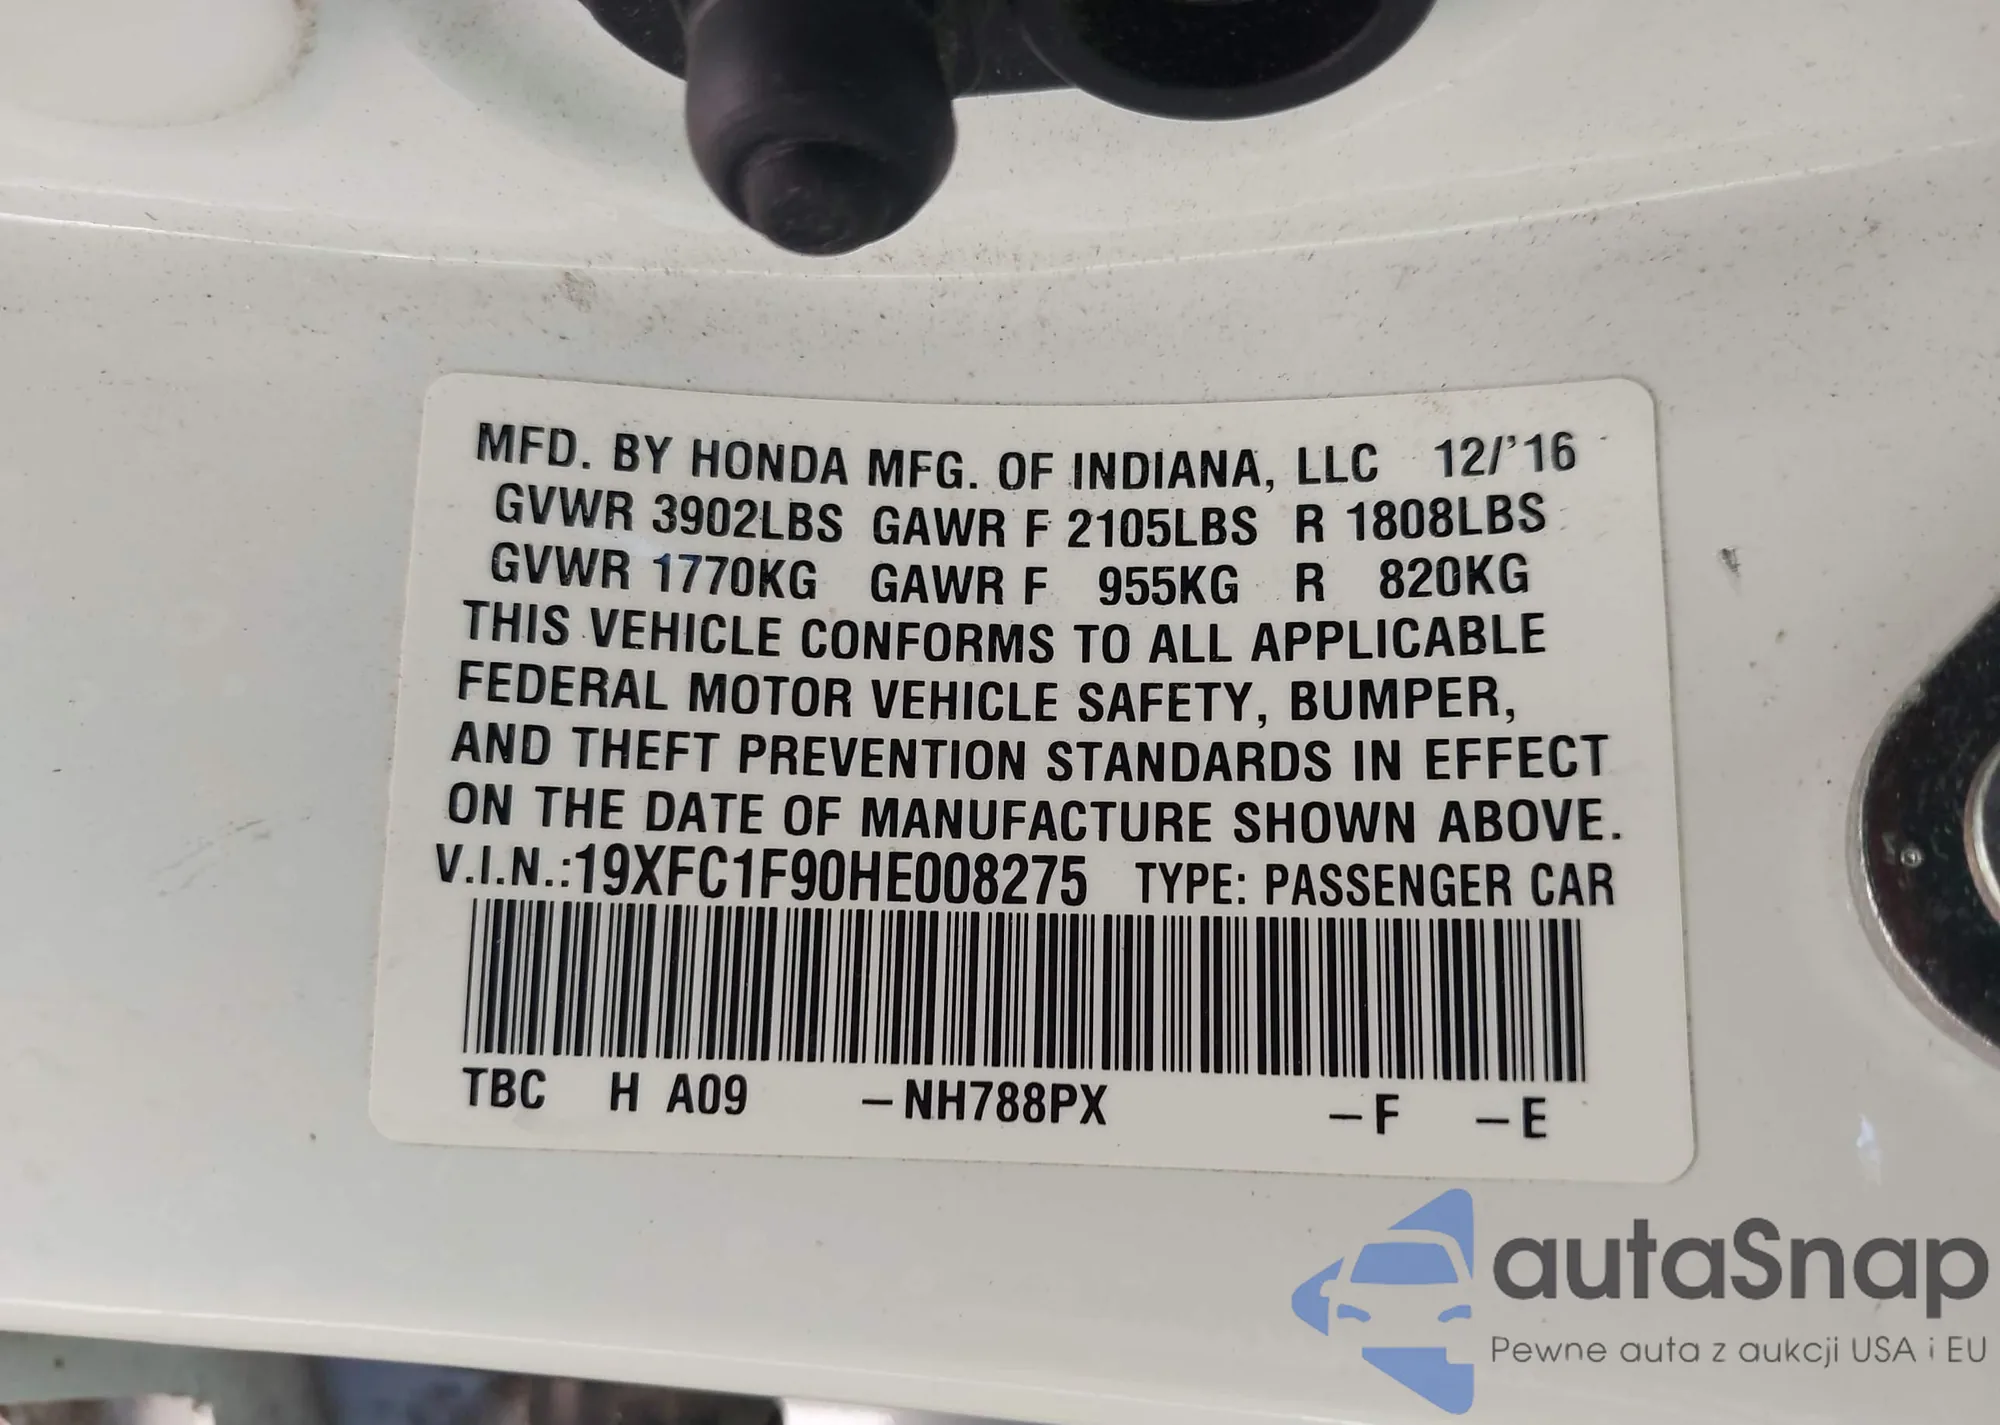 MFD. BY HONDA MFG. OF INDIANA, LLC 12/'16
GVWR 3902LBS GAWR F 2105LBS R 1808LBS
GVWR 1770KG GAWR F 955KG R 820KG
THIS VEHICLE CONFORMS TO ALL APPLICABLE
FEDERAL MOTOR VEHICLE SAFETY, BUMPER,
AND THEFT PREVENTION STANDARDS IN EFFECT
ON THE DATE OF MANUFACTURE SHOWN ABOVE.
V.I.N.:19XFC1F90HE008275 TYPE: PASSENGER CAR
TBC H A09 –NH788PX –F –E
autaSnap
Pewne auta z aukcji USA i EU